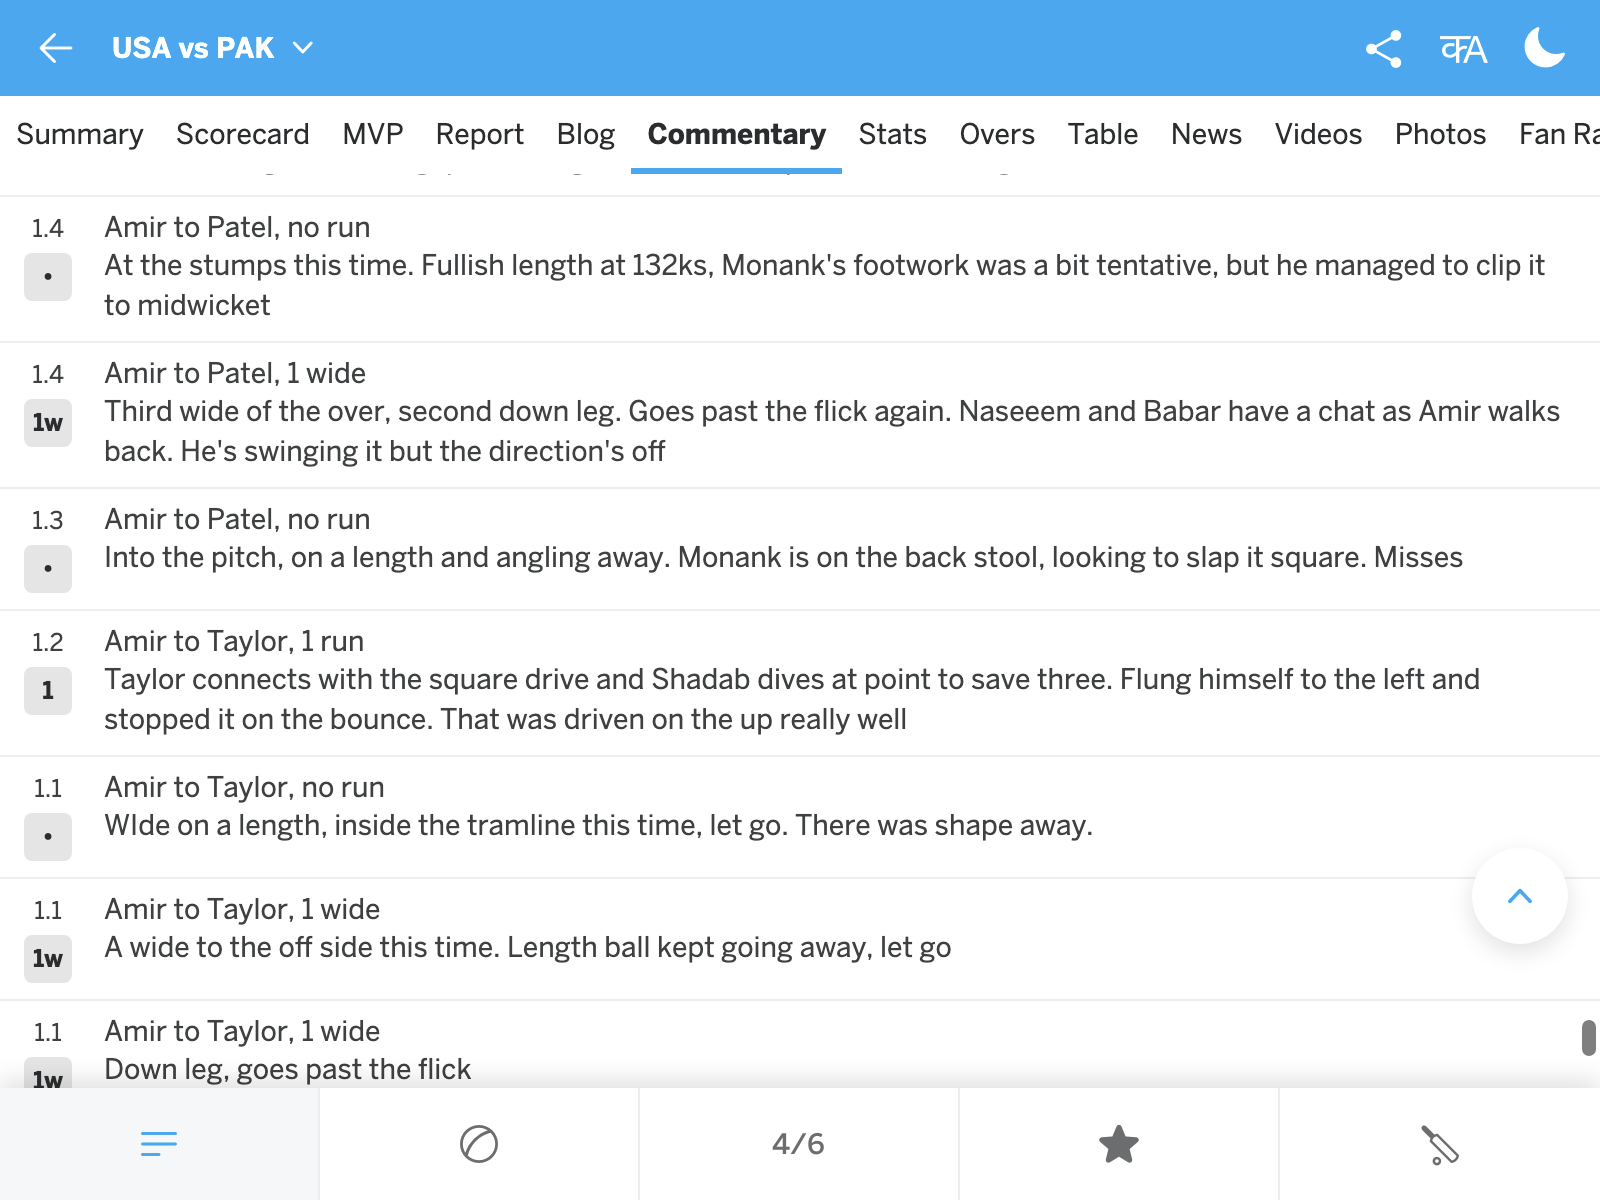 USA vs PAK
कA
Summary Scorecard MVP Report Blog Commentary Stats Overs Table News Videos Photos Fan Ra
1.4 Amir to Patel, no run
• At the stumps this time. Fullish length at 132ks, Monank's footwork was a bit tentative, but he managed to clip it
to midwicket
1.4 Amir to Patel, 1 wide
1w Third wide of the over, second down leg. Goes past the flick again. Naseeem and Babar have a chat as Amir walks
back. He's swinging it but the direction's off
1.3 Amir to Patel, no run
• Into the pitch, on a length and angling away. Monank is on the back stool, looking to slap it square. Misses
1.2 Amir to Taylor, 1 run
1 Taylor connects with the square drive and Shadab dives at point to save three. Flung himself to the left and
stopped it on the bounce. That was driven on the up really well
1.1 Amir to Taylor, no run
• WIde on a length, inside the tramline this time, let go. There was shape away.
1.1 Amir to Taylor, 1 wide
1w A wide to the off side this time. Length ball kept going away, let go
1.1 Amir to Taylor, 1 wide
1w Down leg, goes past the flick
4/6